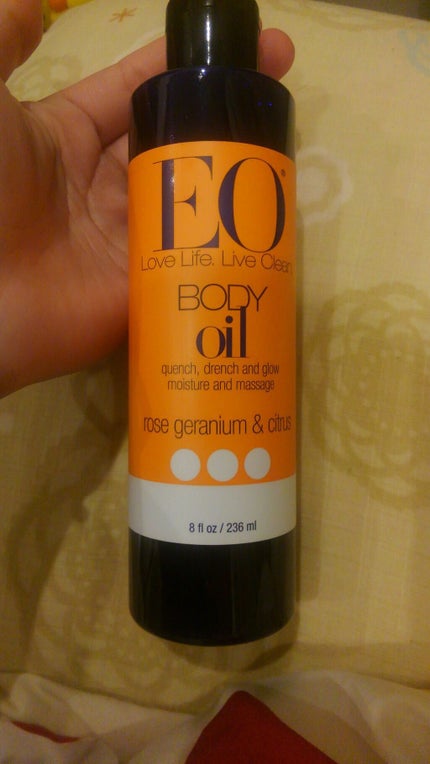 EO®
Love Life. Live Clean
BODY
oil
quench, drench and glow
moisture and massage
rose geranium & citrus
8 fl oz / 236 ml